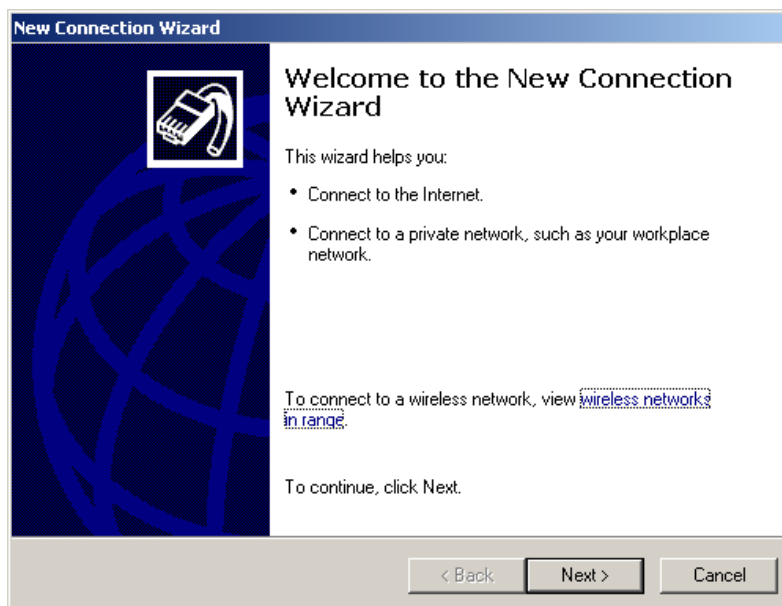 New Connection Wizard
Welcome to the New Connection
Wizard
This wizard helps you:
• Connect to the Internet.
• Connect to a private network, such as your workplace
network.
To connect to a wireless network, view wireless networks
in range.
To continue, click Next.
< Back
Next >
Cancel